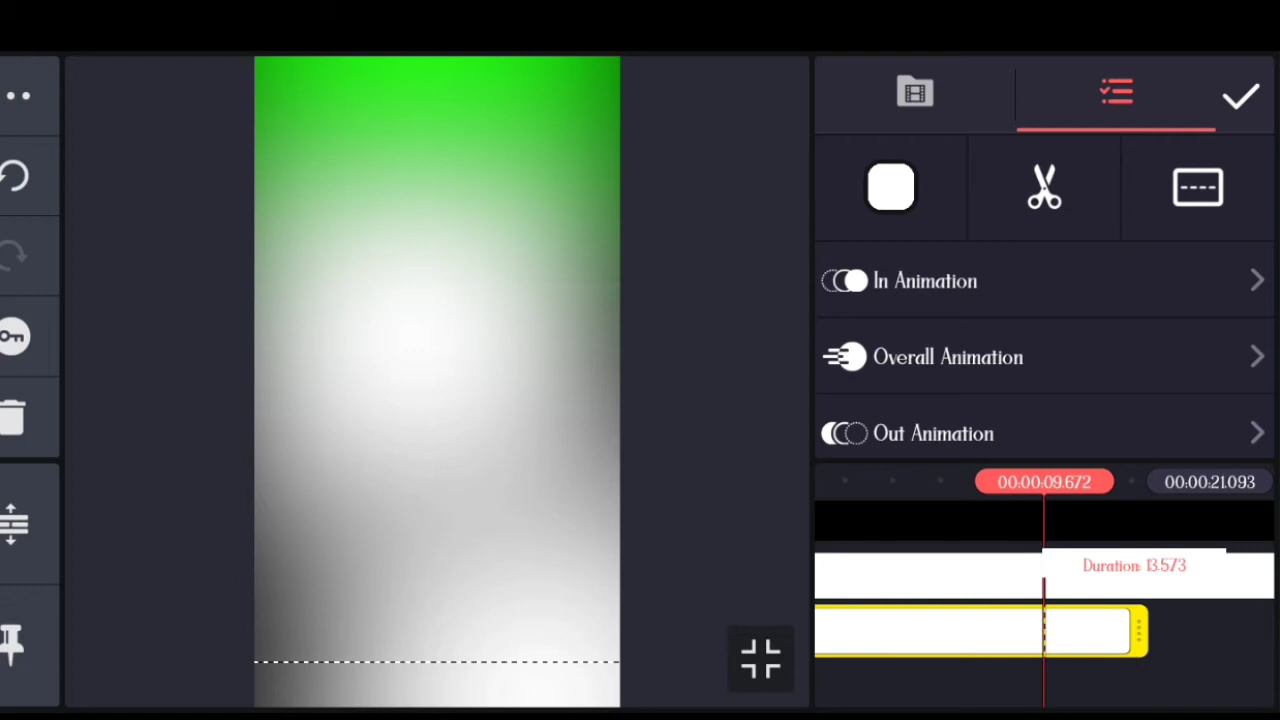 In Animation
Overall Animation
Out Animation
00:00:09.672
00:00:21.093
Duration: 13.573